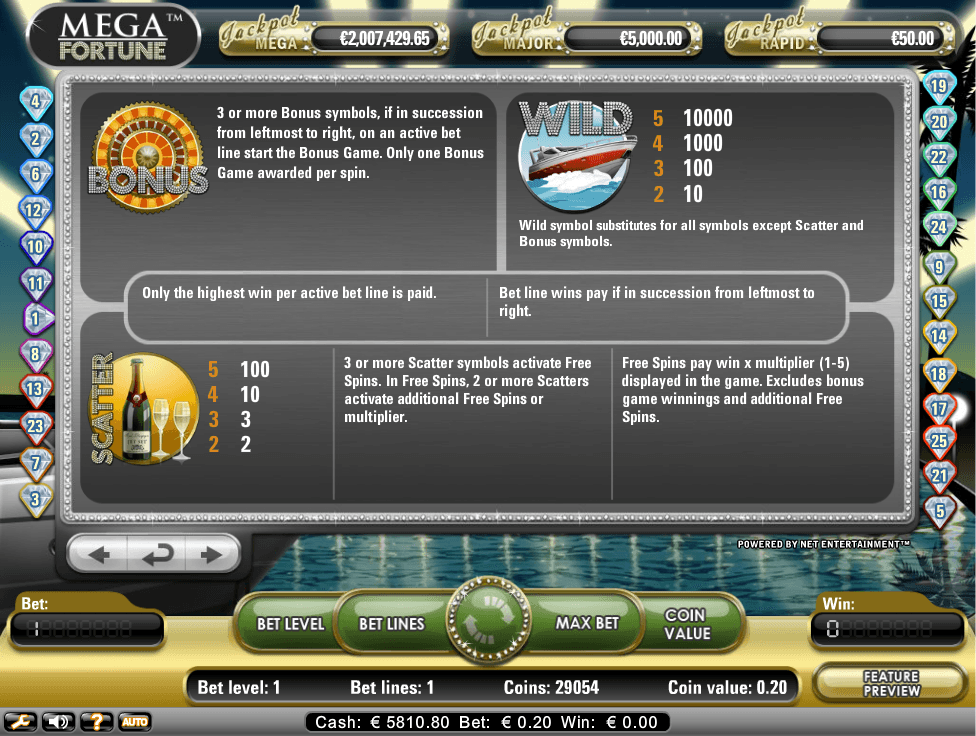 MEGA™
FORTUNE
Jackpot
MEGA
€2,007,429.65
Jackpot
MAJOR
€5,000.00
Jackpot
RAPID
€50.00
4
2
6
12
10
11
1
8
13
23
7
3
BONUS
3 or more Bonus symbols, if in succession
from leftmost to right, on an active bet
line start the Bonus Game. Only one Bonus
Game awarded per spin.
WILD
5 10000
4 1000
3 100
2 10
Wild symbol substitutes for all symbols except Scatter and
Bonus symbols.
Only the highest win per active bet line is paid.
Bet line wins pay if in succession from leftmost to
right.
SCATTER
5 100
4 10
3 3
2 2
3 or more Scatter symbols activate Free
Spins. In Free Spins, 2 or more Scatters
activate additional Free Spins or
multiplier.
Free Spins pay win x multiplier (1-5)
displayed in the game. Excludes bonus
game winnings and additional Free
Spins.
19
20
22
16
24
9
15
14
18
17
25
21
5
POWERED BY NET ENTERTAINMENT™
Bet:
1
BET LEVEL
BET LINES
MAX BET
COIN
VALUE
Win:
0
Bet level: 1
Bet lines: 1
Coins: 29054
Coin value: 0.20
FEATURE
PREVIEW
?
AUTO
Cash: € 5810.80 Bet: € 0.20 Win: € 0.00